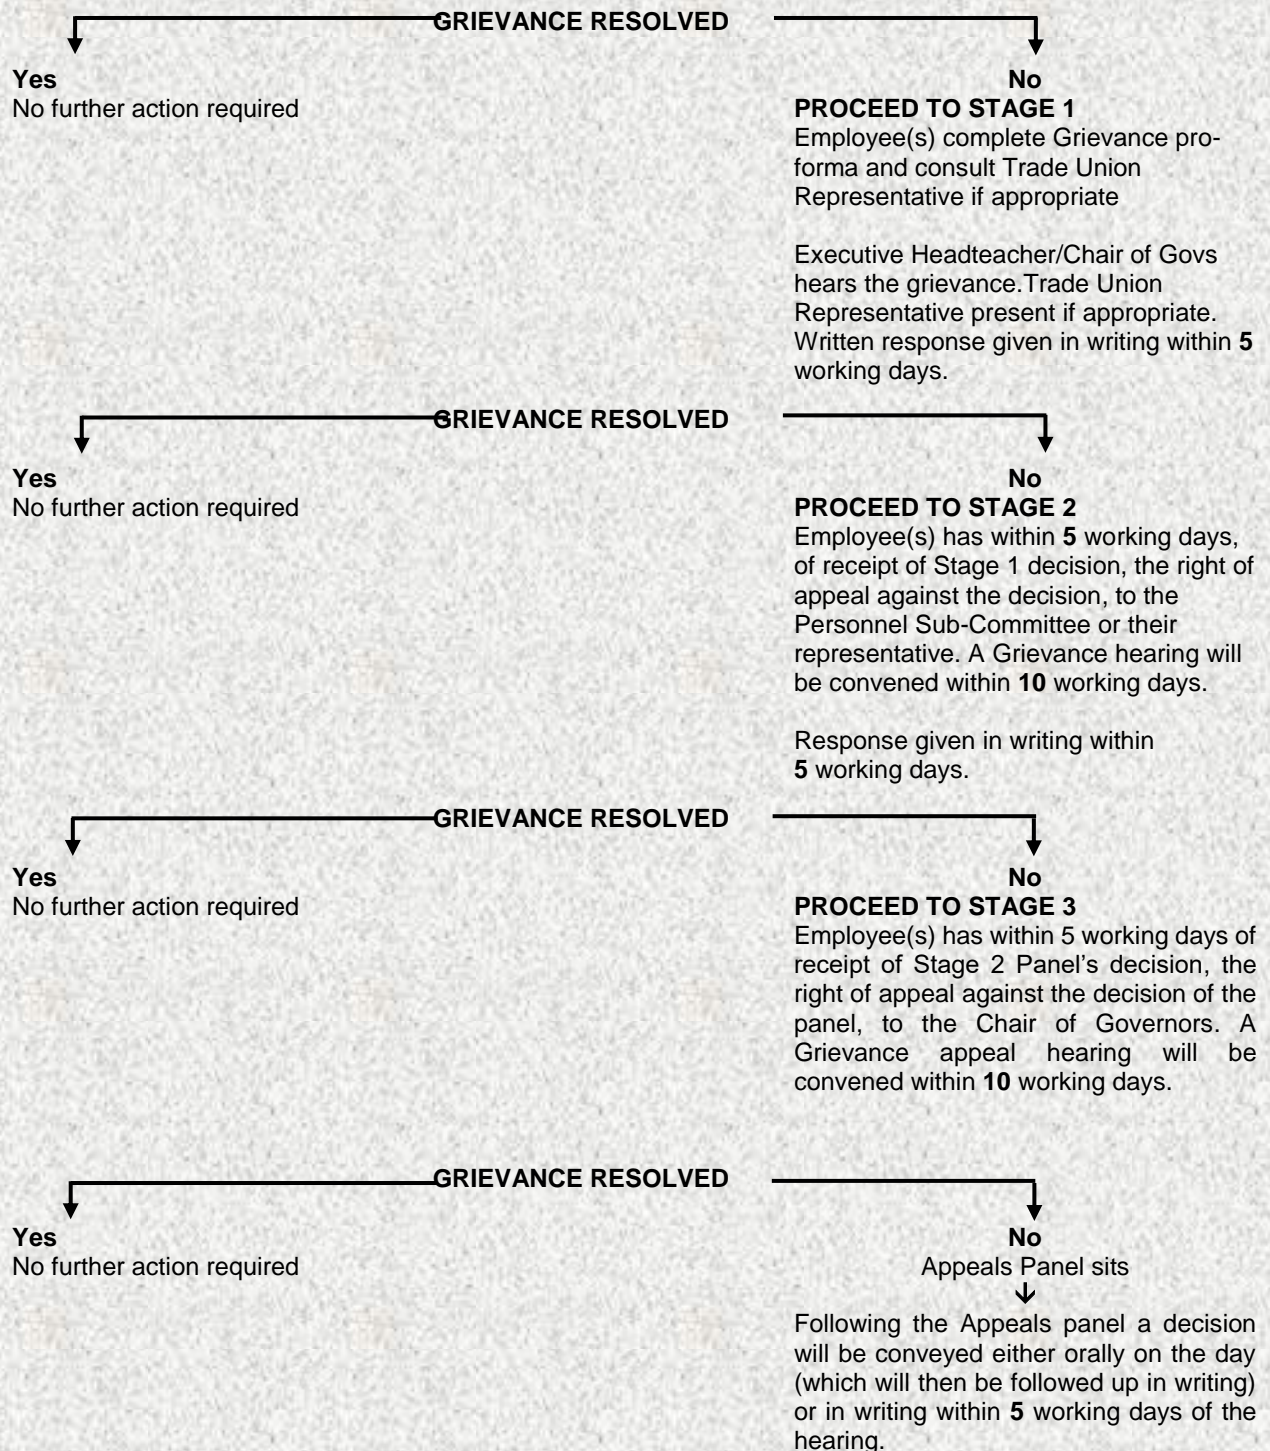 GRIEVANCE RESOLVED
Yes
No further action required
No
PROCEED TO STAGE 1
Employee(s) complete Grievance pro-
forma and consult Trade Union
Representative if appropriate
Executive Headteacher/Chair of Govs
hears the grievance.Trade Union
Representative present if appropriate.
Written response given in writing within 5
working days.
GRIEVANCE RESOLVED
Yes
No further action required
No
PROCEED TO STAGE 2
Employee(s) has within 5 working days,
of receipt of Stage 1 decision, the right of
appeal against the decision, to the
Personnel Sub-Committee or their
representative. A Grievance hearing will
be convened within 10 working days.
Response given in writing within
5 working days.
GRIEVANCE RESOLVED
Yes
No further action required
No
PROCEED TO STAGE 3
Employee(s) has within 5 working days of
receipt of Stage 2 Panel’s decision, the
right of appeal against the decision of the
panel, to the Chair of Governors. A
Grievance appeal hearing will be
convened within 10 working days.
GRIEVANCE RESOLVED
Yes
No further action required
No
Appeals Panel sits
Following the Appeals panel a decision
will be conveyed either orally on the day
(which will then be followed up in writing)
or in writing within 5 working days of the
hearing.